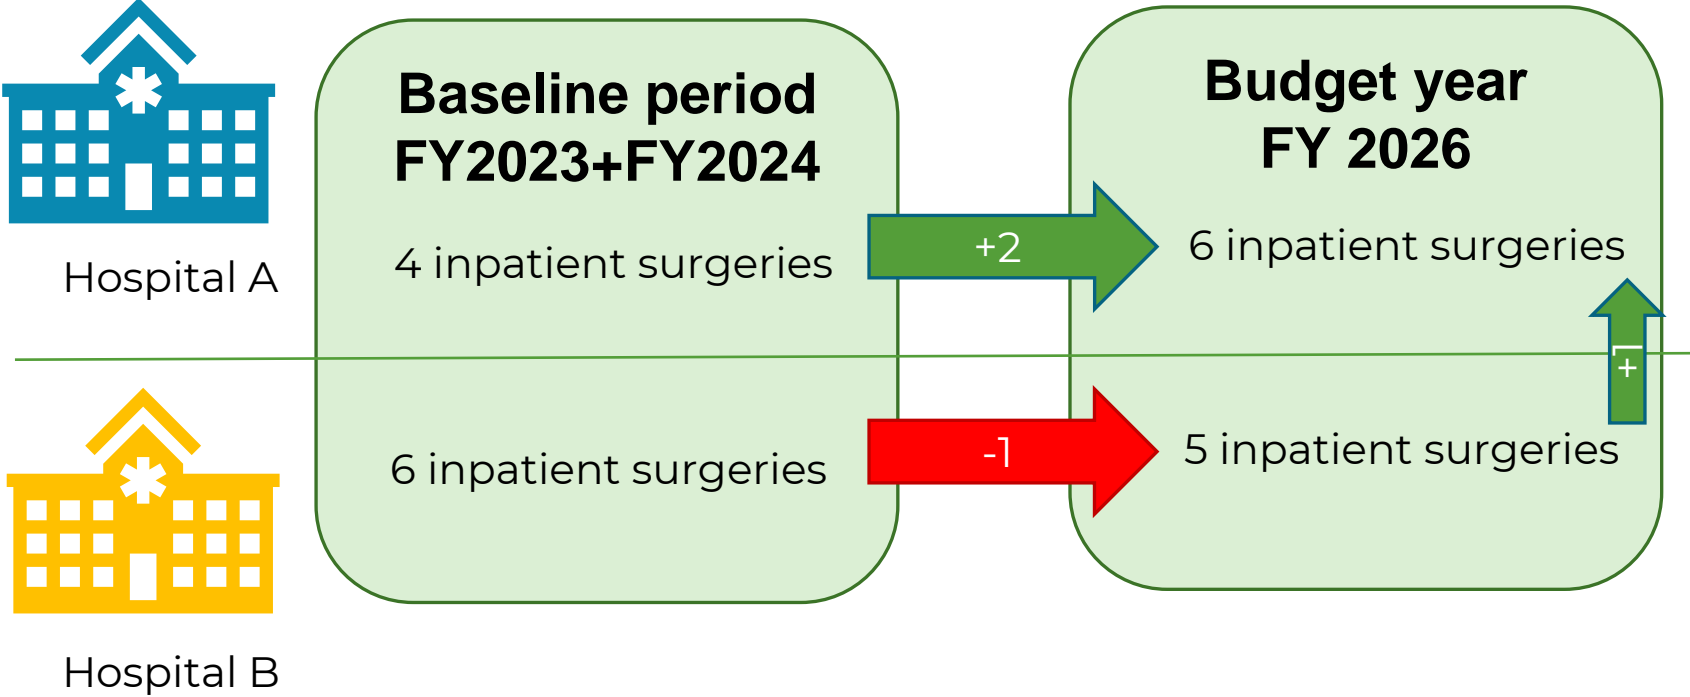 Baseline period
FY2023+FY2024
Budget year
FY 2026
Hospital A
4 inpatient surgeries
+2
6 inpatient surgeries
+1
Hospital B
6 inpatient surgeries
-1
5 inpatient surgeries